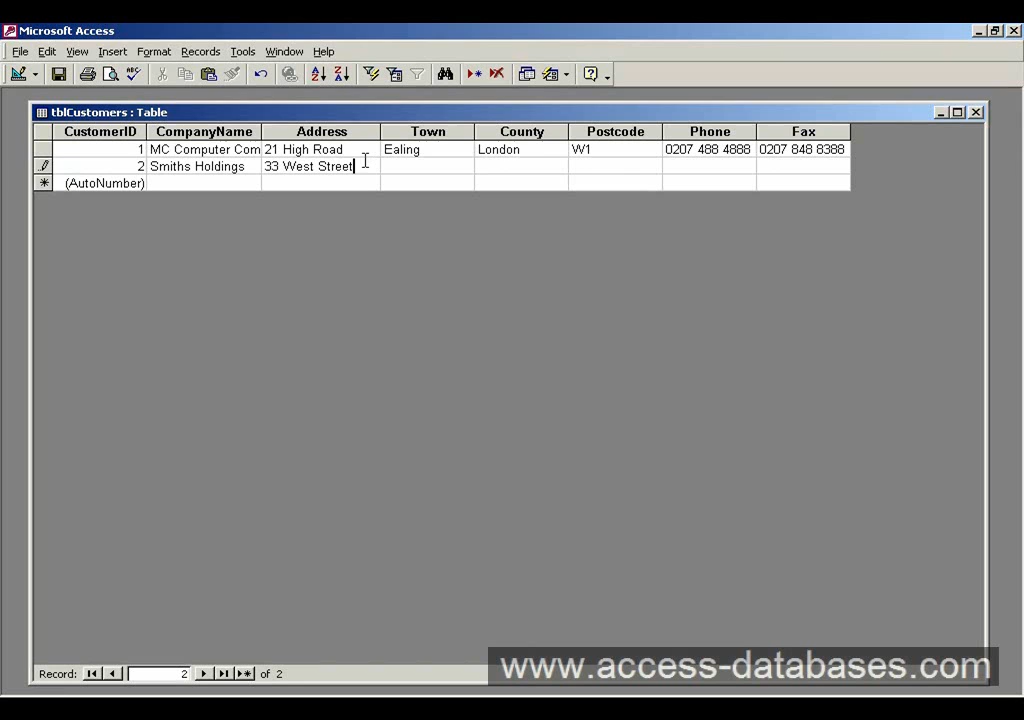 Microsoft Access
File Edit View Insert Format Records Tools Window Help
tblCustomers : Table
CustomerID CompanyName Address Town County Postcode Phone Fax
1 MC Computer Com 21 High Road Ealing London W1 0207 488 4888 0207 848 8388
2 Smiths Holdings 33 West Street
(AutoNumber)
Record: 2 of 2
www.access-databases.com